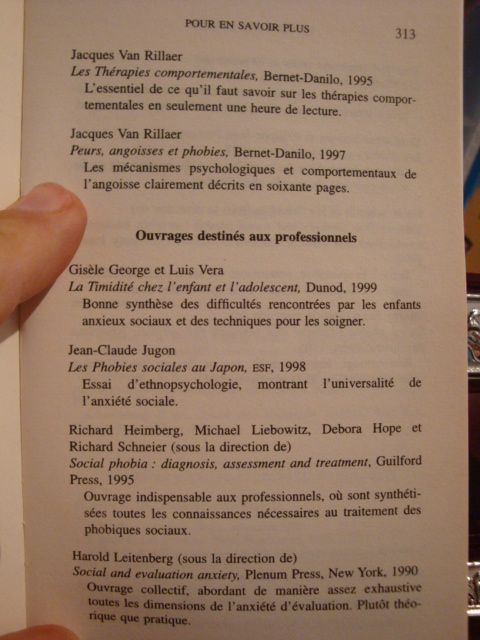 POUR EN SAVOIR PLUS 313
Jacques Van Rillaer
Les Thérapies comportementales, Bernet-Danilo, 1995
L'essentiel de ce qu'il faut savoir sur les thérapies compor-
tementales en seulement une heure de lecture.
Jacques Van Rillaer
Peurs, angoisses et phobies, Bernet-Danilo, 1997
Les mécanismes psychologiques et comportementaux de
l'angoisse clairement décrits en soixante pages.
Ouvrages destinés aux professionnels
Gisèle George et Luis Vera
La Timidité chez l'enfant et l'adolescent, Dunod, 1999
Bonne synthèse des difficultés rencontrées par les enfants
anxieux sociaux et des techniques pour les soigner.
Jean-Claude Jugon
Les Phobies sociales au Japon, ESF, 1998
Essai d'ethnopsychologie, montrant l'universalité de
l'anxiété sociale.
Richard Heimberg, Michael Liebowitz, Debora Hope et
Richard Schneier (sous la direction de)
Social phobia : diagnosis, assessment and treatment, Guilford
Press, 1995
Ouvrage indispensable aux professionnels, où sont synthéti-
sées toutes les connaissances nécessaires au traitement des
phobiques sociaux.
Harold Leitenberg (sous la direction de)
Social and evaluation anxiety, Plenum Press, New York, 1990
Ouvrage collectif, abordant de manière assez exhaustive
toutes les dimensions de l'anxiété d'évaluation. Plutôt théo-
rique que pratique.